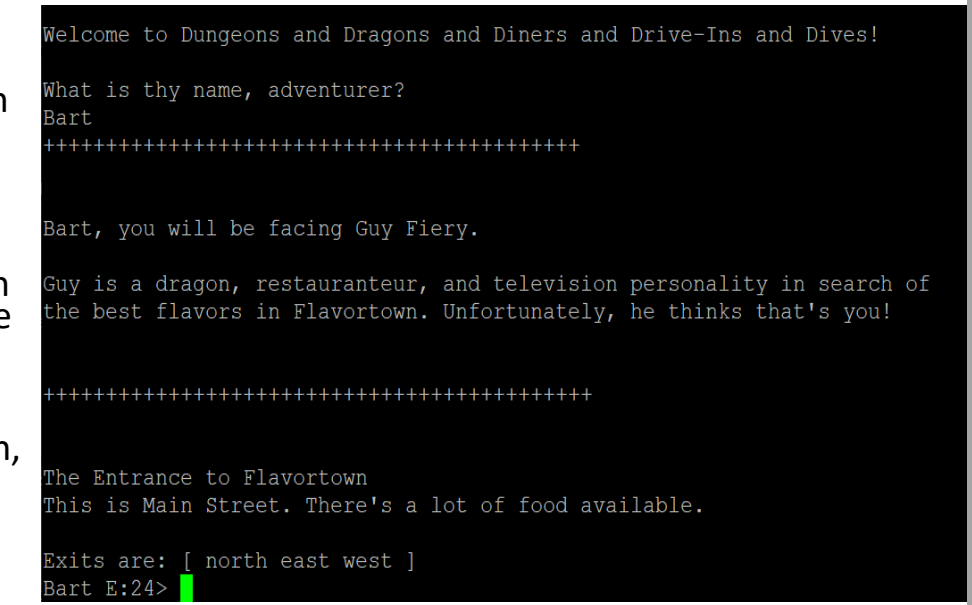 Welcome to Dungeons and Dragons and Diners and Drive-Ins and Dives!
What is thy name, adventurer?
Bart
+++++++++++++++++++++++++++++++++++++++++++
Bart, you will be facing Guy Fiery.
Guy is a dragon, restauranteur, and television personality in search of
the best flavors in Flavortown. Unfortunately, he thinks that's you!
++++++++++++++++++++++++++++++++++++++++++++
The Entrance to Flavortown
This is Main Street. There's a lot of food available.
Exits are: [ north east west ]
Bart E:24>